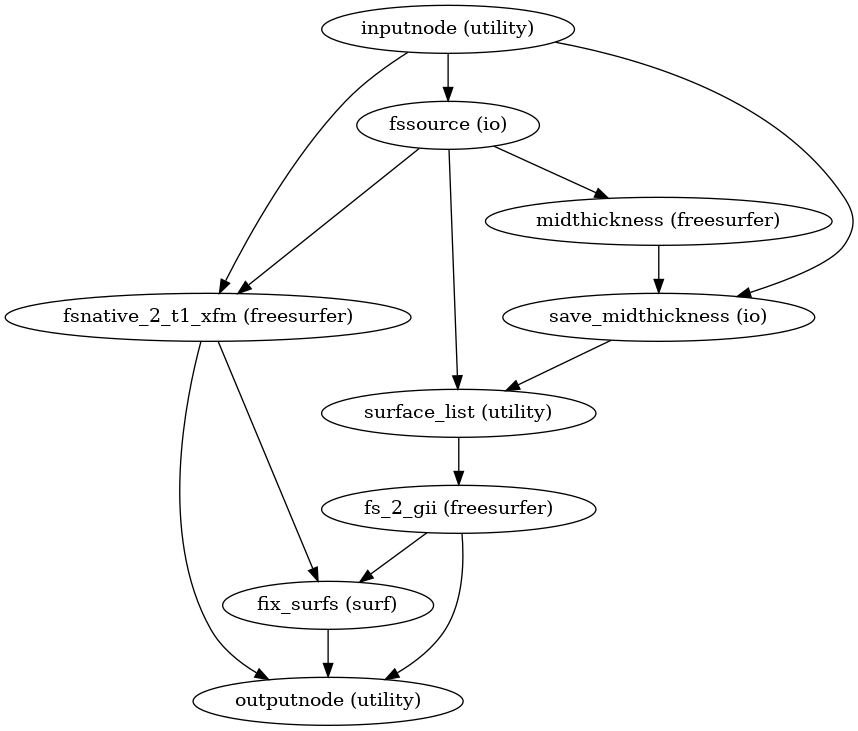 inputnode (utility)
fssource (io)
midthickness (freesurfer)
fsnative_2_t1_xfm (freesurfer)
save_midthickness (io)
surface_list (utility)
fs_2_gii (freesurfer)
fix_surfs (surf)
outputnode (utility)